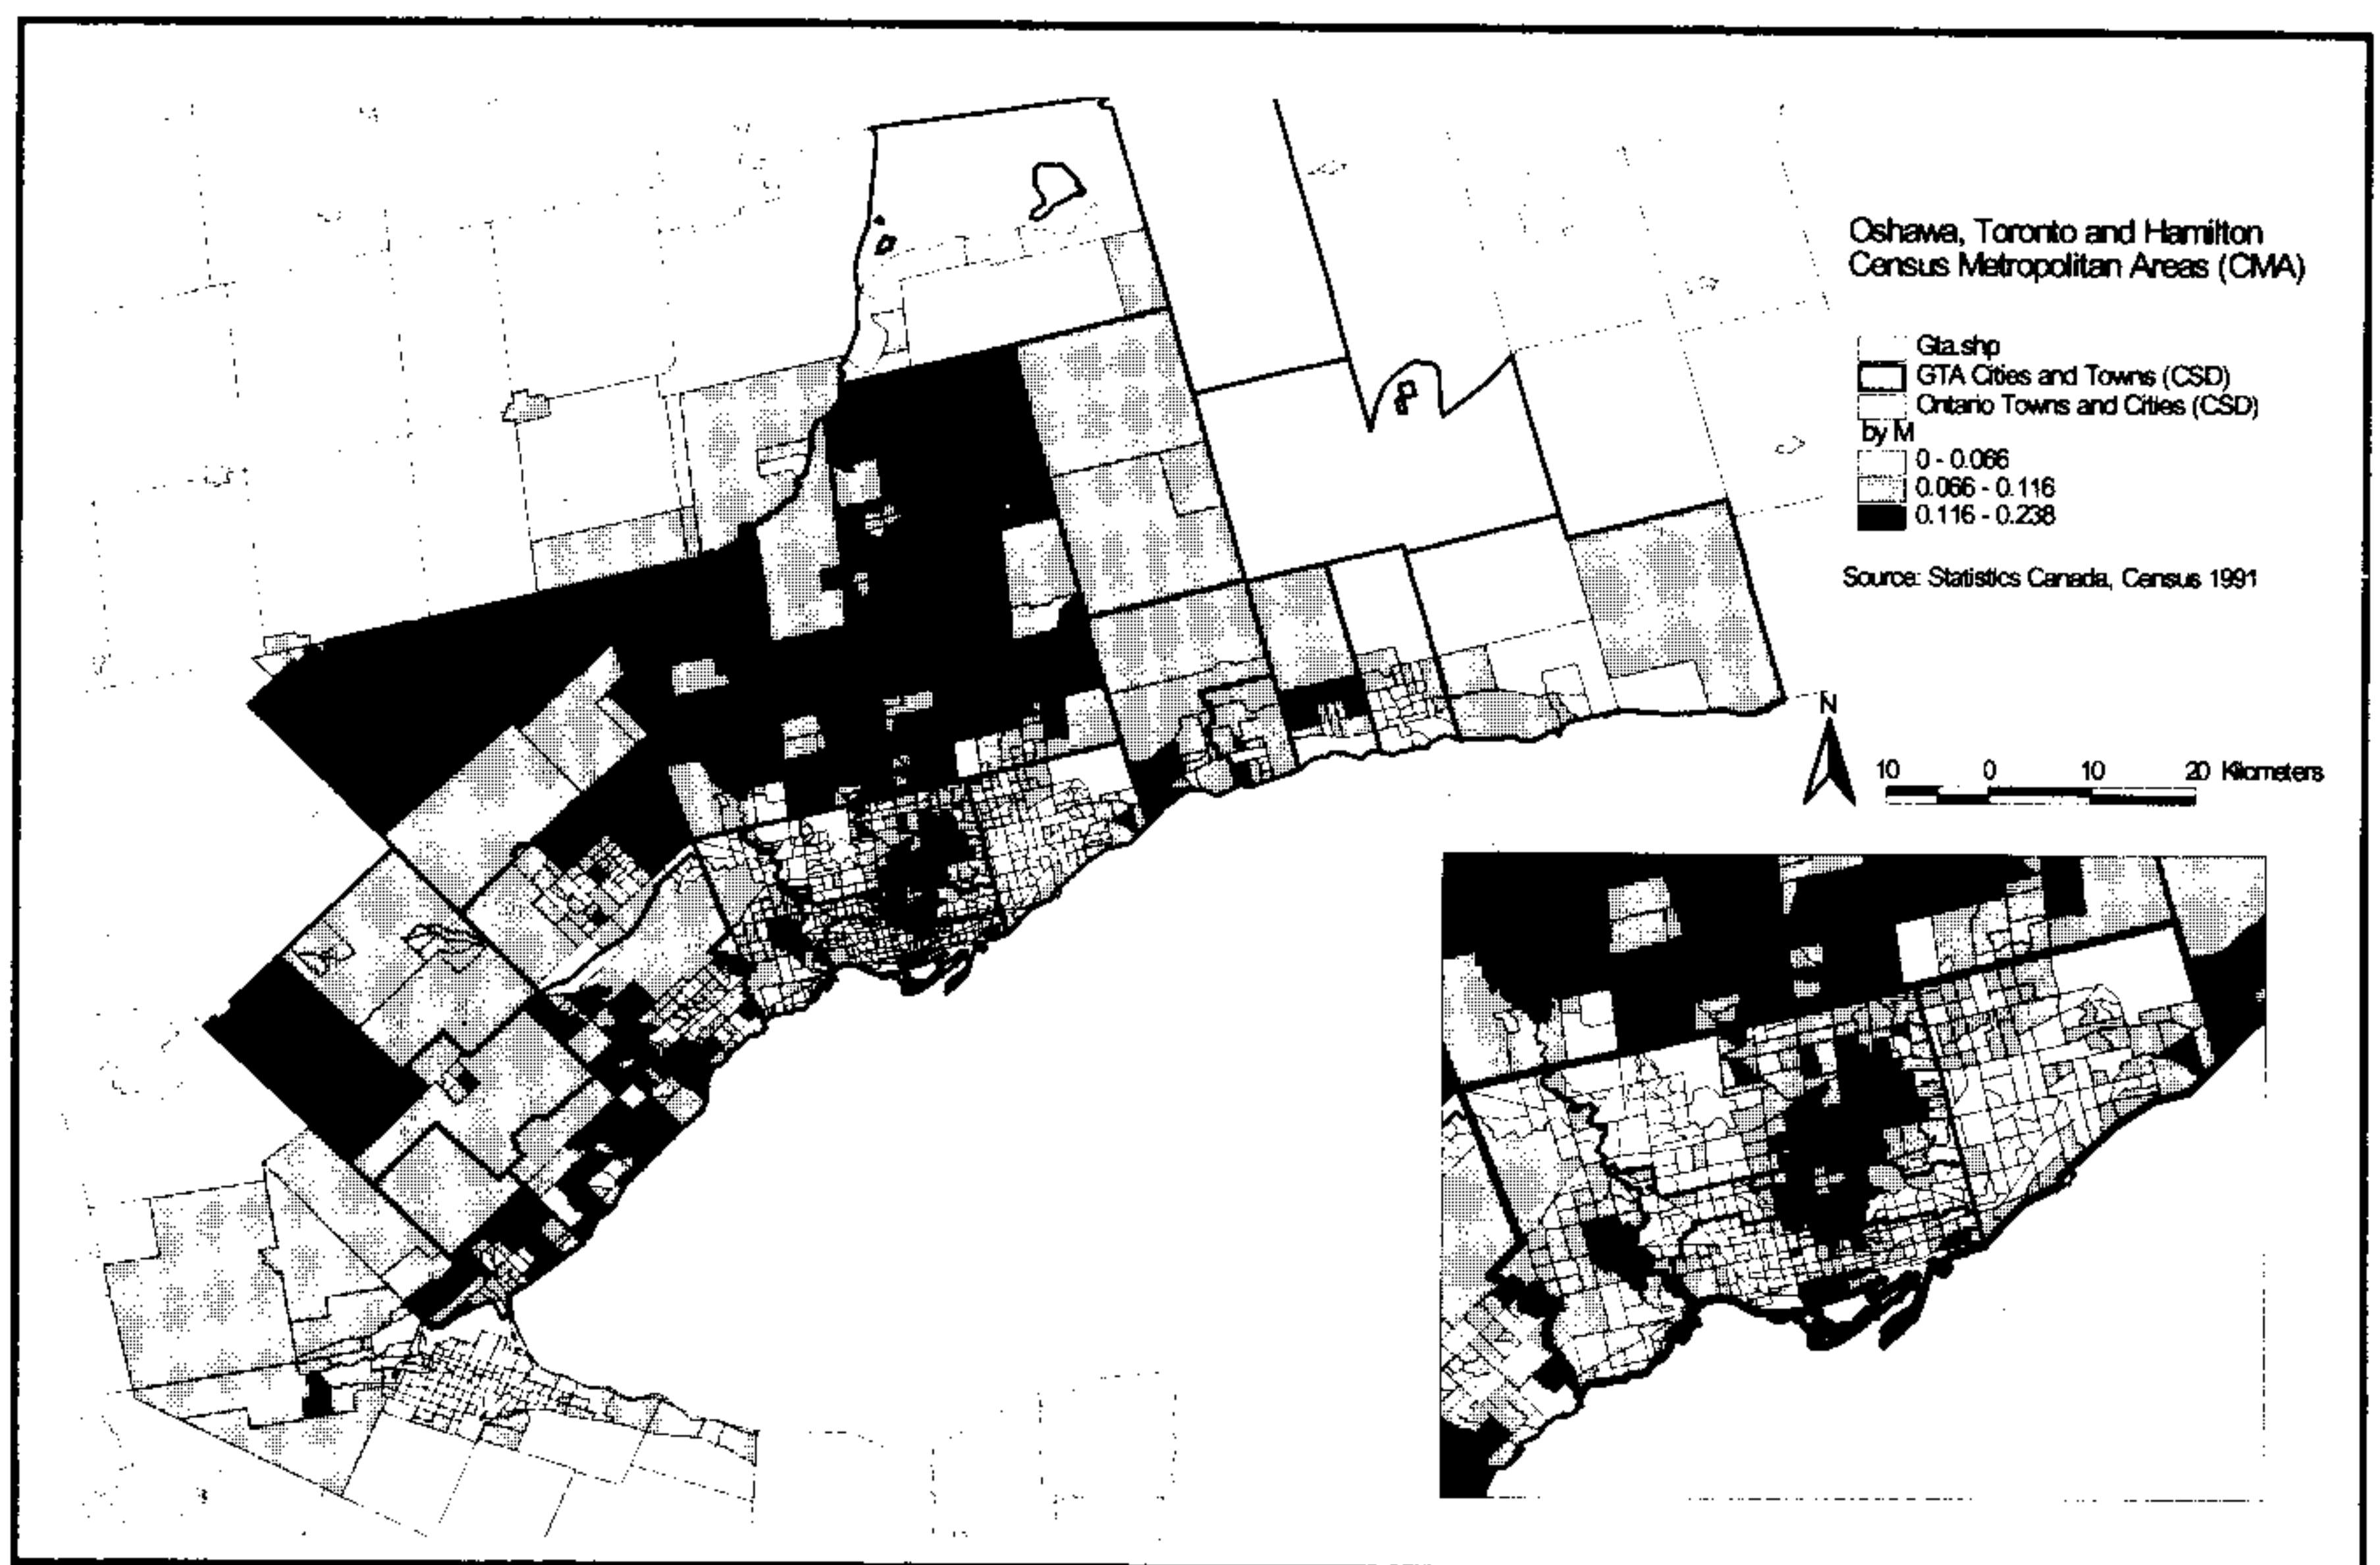 Oshawa, Toronto and Hamilton
Census Metropolitan Areas (CMA)
Gta.shp
GTA Cities and Towns (CSD)
Ontario Towns and Cities (CSD)
by M
0 - 0.066
0.066 - 0.116
0.116 - 0.238
Source: Statistics Canada, Census 1991
N
10 0 10 20 Kilometers